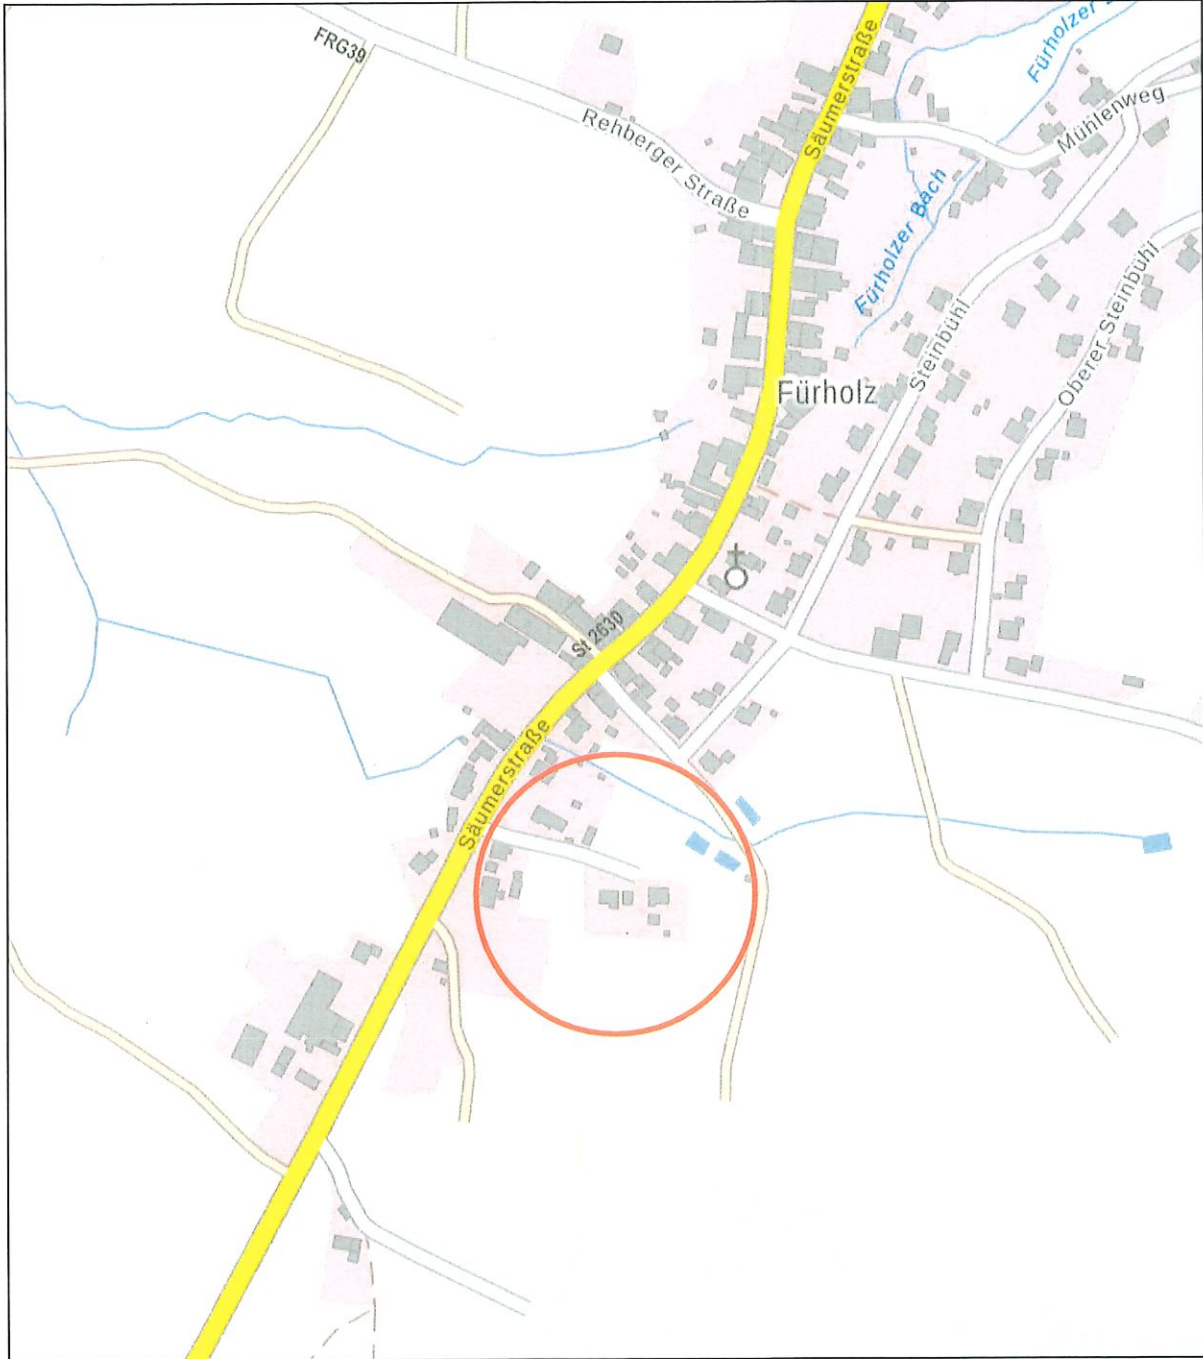 FRG39
Säumerstraße
Fürholzer
Mühlenweg
Rehberger Straße
Fürholzer Bach
Steinbühl
Oberer Steinbühl
Fürholz
St 2630
Säumerstraße